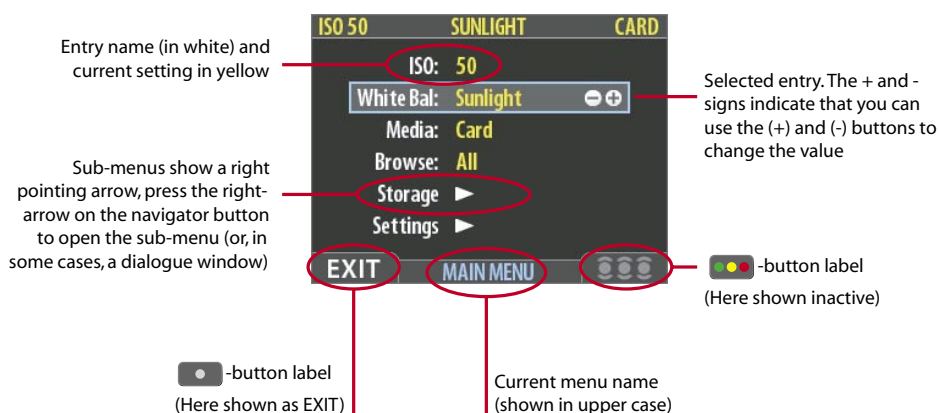 ISO 50 SUNLIGHT CARD
Entry name (in white) and
current setting in yellow
ISO: 50
White Bal: Sunlight
Media: Card
Browse: All
Storage
Settings
EXIT MAIN MENU
Selected entry. The + and -
signs indicate that you can
use the (+) and (-) buttons to
change the value
Sub-menus show a right
pointing arrow, press the right-
arrow on the navigator button
to open the sub-menu (or, in
some cases, a dialogue window)
-button label
(Here shown inactive)
-button label
(Here shown as EXIT)
Current menu name
(shown in upper case)